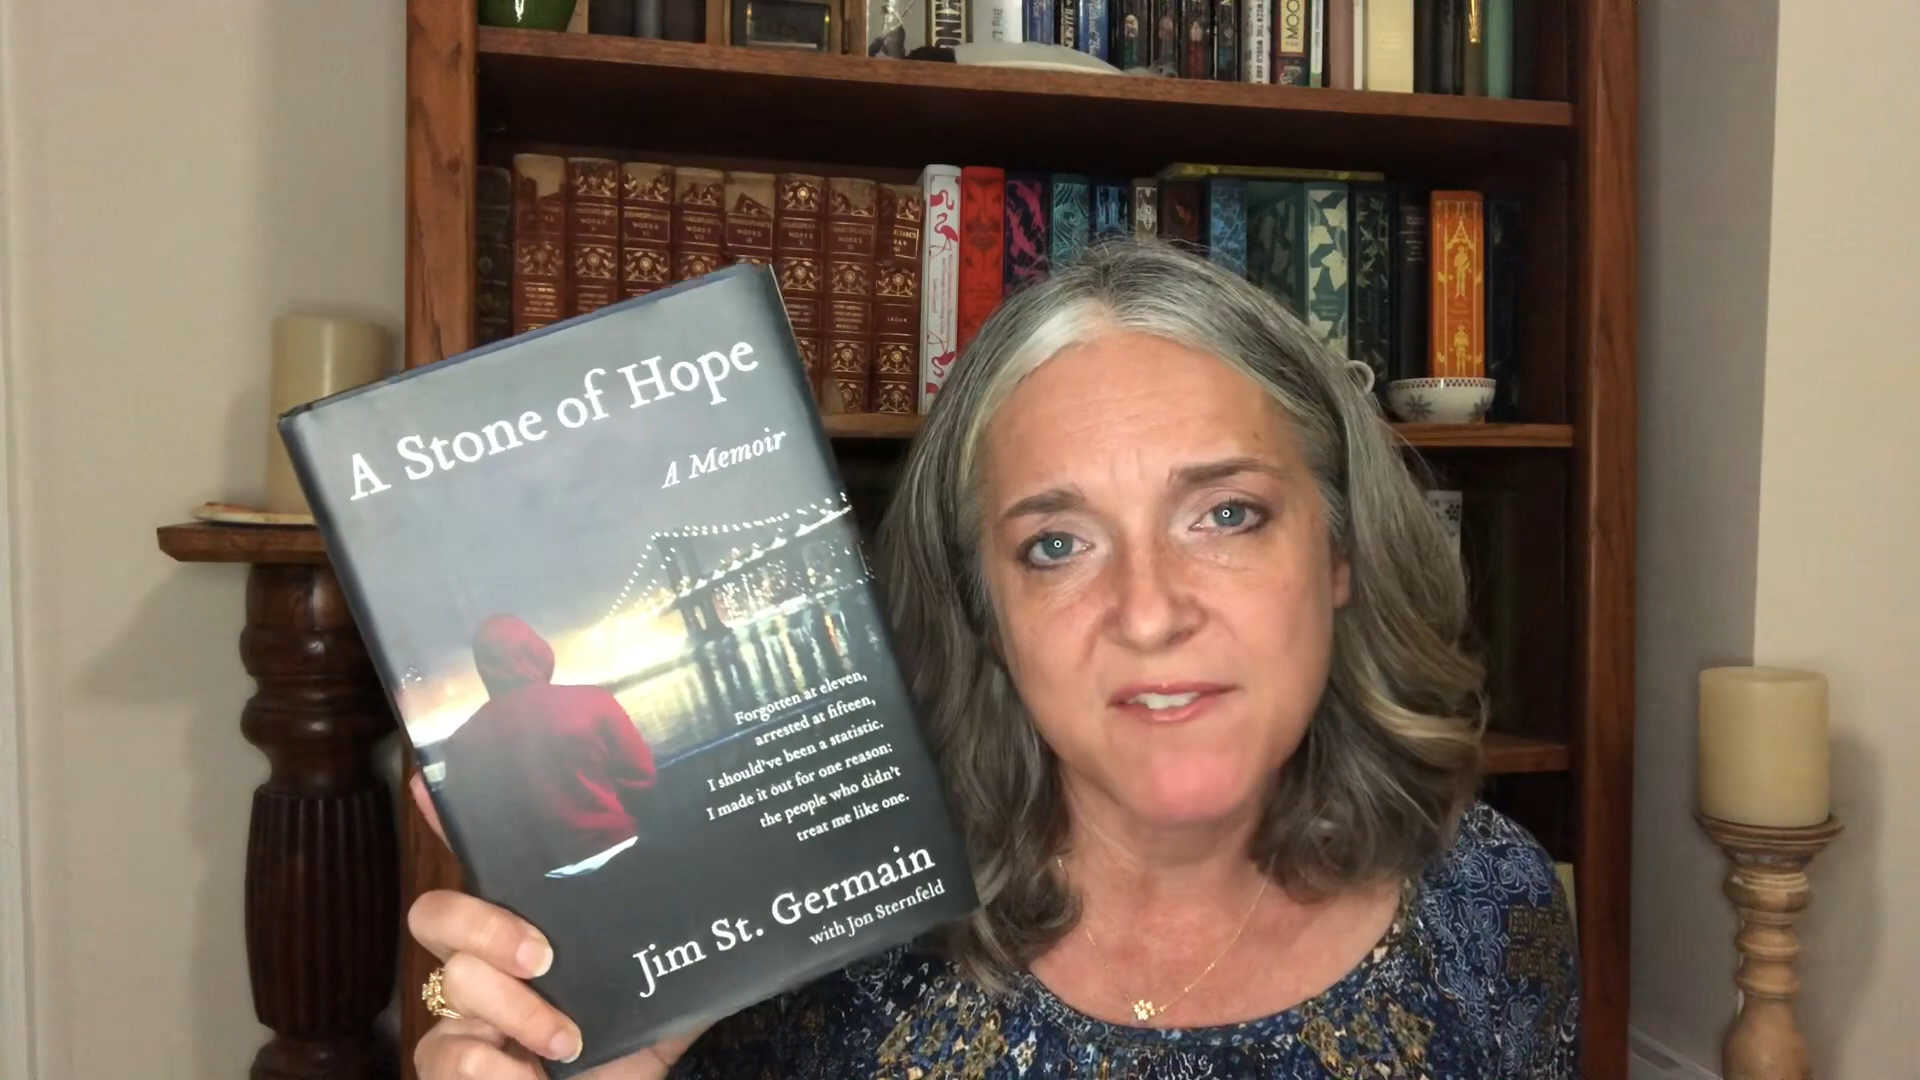 A Stone of Hope
A Memoir
Forgotten at eleven,
arrested at fifteen,
I should've been a statistic.
I made it out for one reason:
the people who didn't
treat me like one.
Jim St. Germain
with Jon Sternfeld